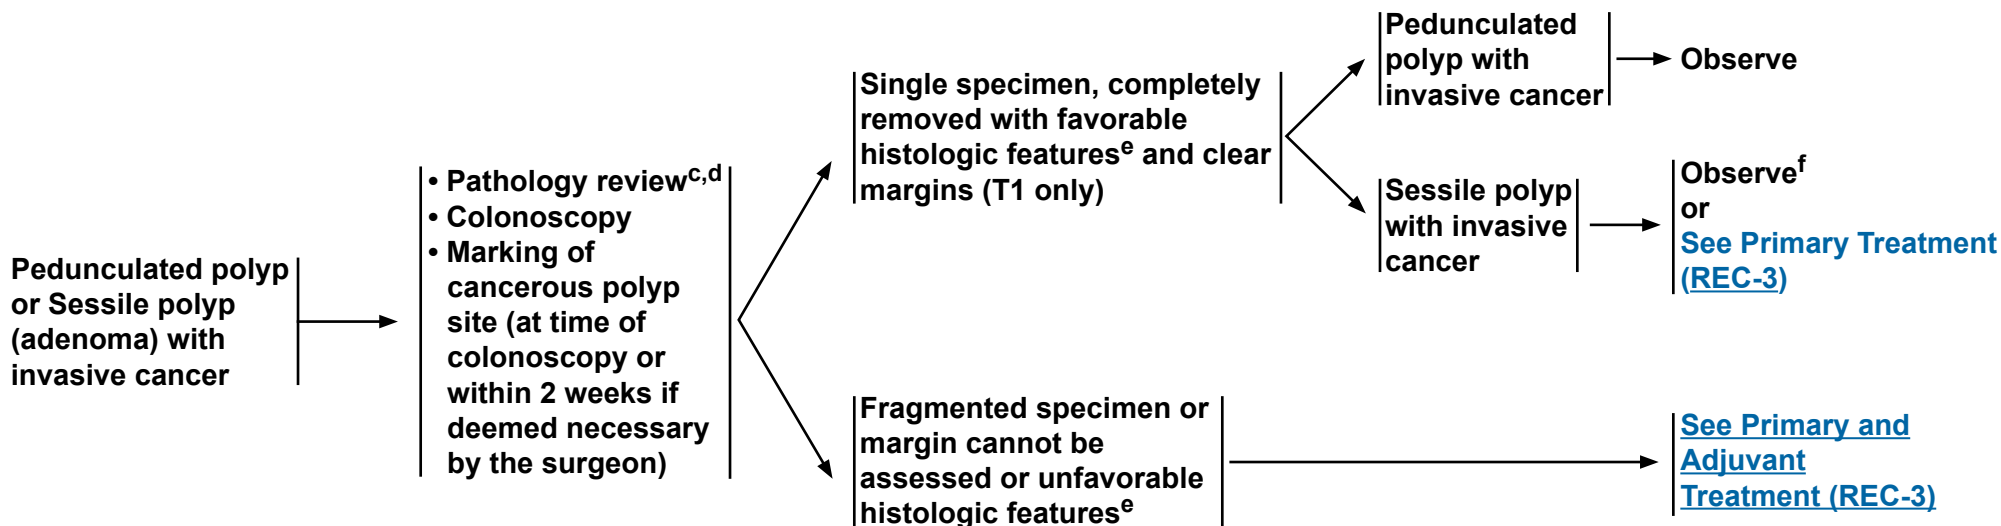 Pedunculated polyp
or Sessile polyp
(adenoma) with
invasive cancer
• Pathology reviewc,d
• Colonoscopy
• Marking of
cancerous polyp
site (at time of
colonoscopy or
within 2 weeks if
deemed necessary
by the surgeon)
Single specimen, completely
removed with favorable
histologic featurese and clear
margins (T1 only)
Pedunculated
polyp with
invasive cancer
Observe
Sessile polyp
with invasive
cancer
Observef
or
See Primary Treatment
(REC-3)
Fragmented specimen or
margin cannot be
assessed or unfavorable
histologic featurese
See Primary and
Adjuvant
Treatment (REC-3)